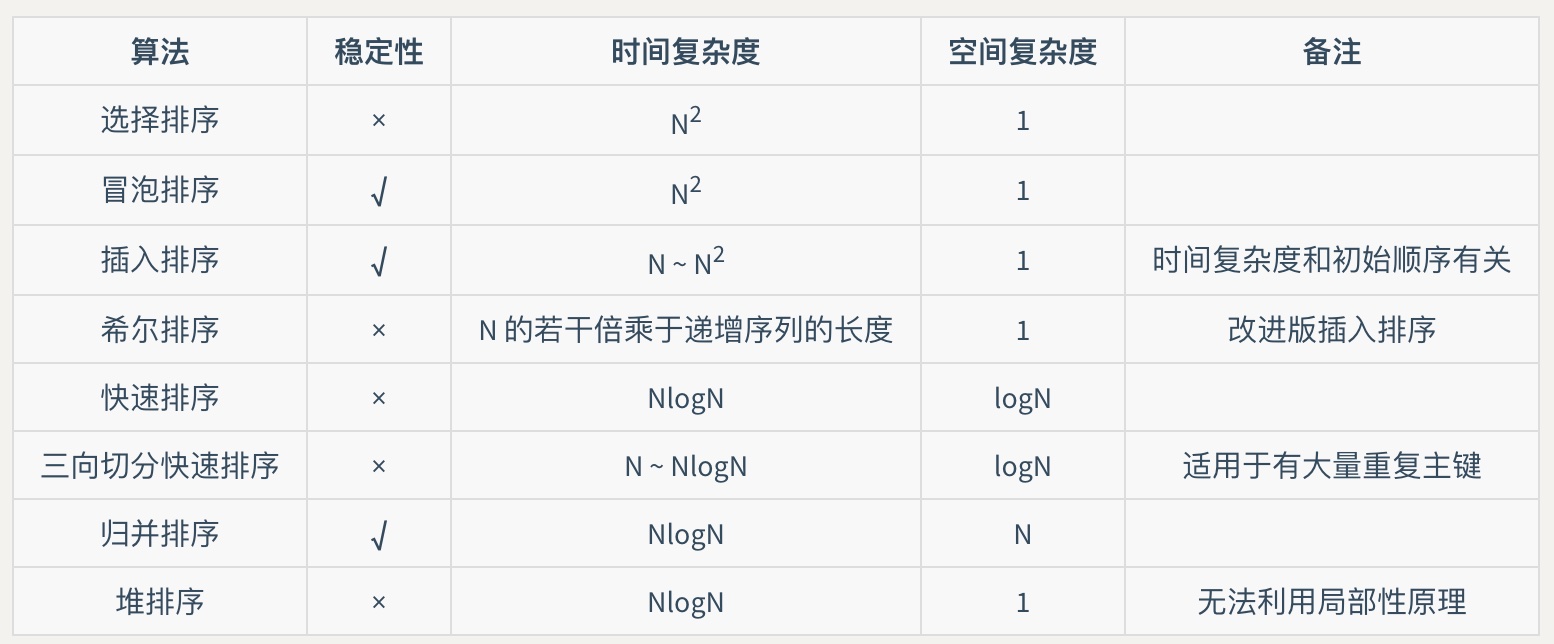 算法 稳定性 时间复杂度 空间复杂度 备注
选择排序 × N² 1
冒泡排序 √ N² 1
插入排序 √ N ~ N² 1 时间复杂度和初始顺序有关
希尔排序 × N 的若干倍乘于递增序列的长度 1 改进版插入排序
快速排序 × NlogN logN
三向切分快速排序 × N ~ NlogN logN 适用于有大量重复主键
归并排序 √ NlogN N
堆排序 × NlogN 1 无法利用局部性原理